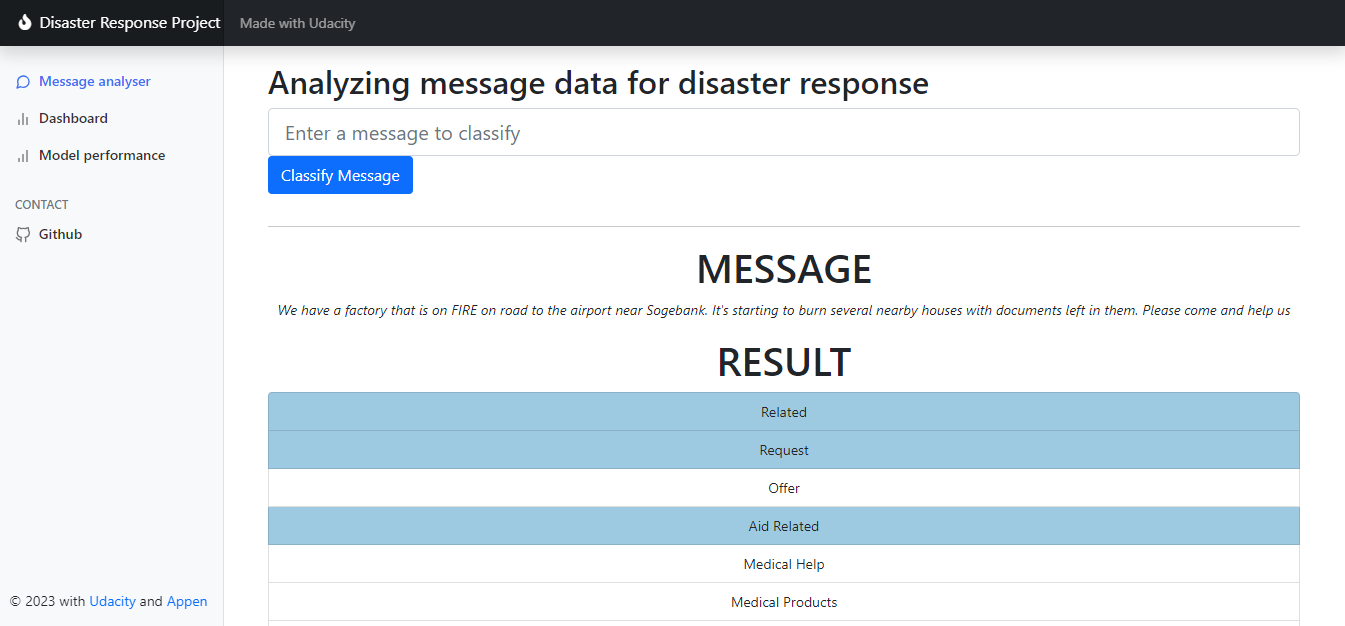 Disaster Response Project
Made with Udacity
Message analyser
Dashboard
Model performance
CONTACT
Github
© 2023 with Udacity and Appen
Analyzing message data for disaster response
Enter a message to classify
Classify Message
MESSAGE
We have a factory that is on FIRE on road to the airport near Sogebank. It's starting to burn several nearby houses with documents left in them. Please come and help us
RESULT
Related
Request
Offer
Aid Related
Medical Help
Medical Products